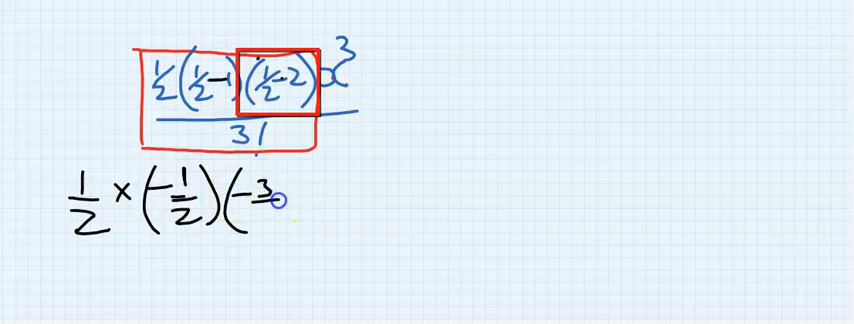 ½(½-1)(½-2)x³
3!
1/2 × (-1/2)(-3